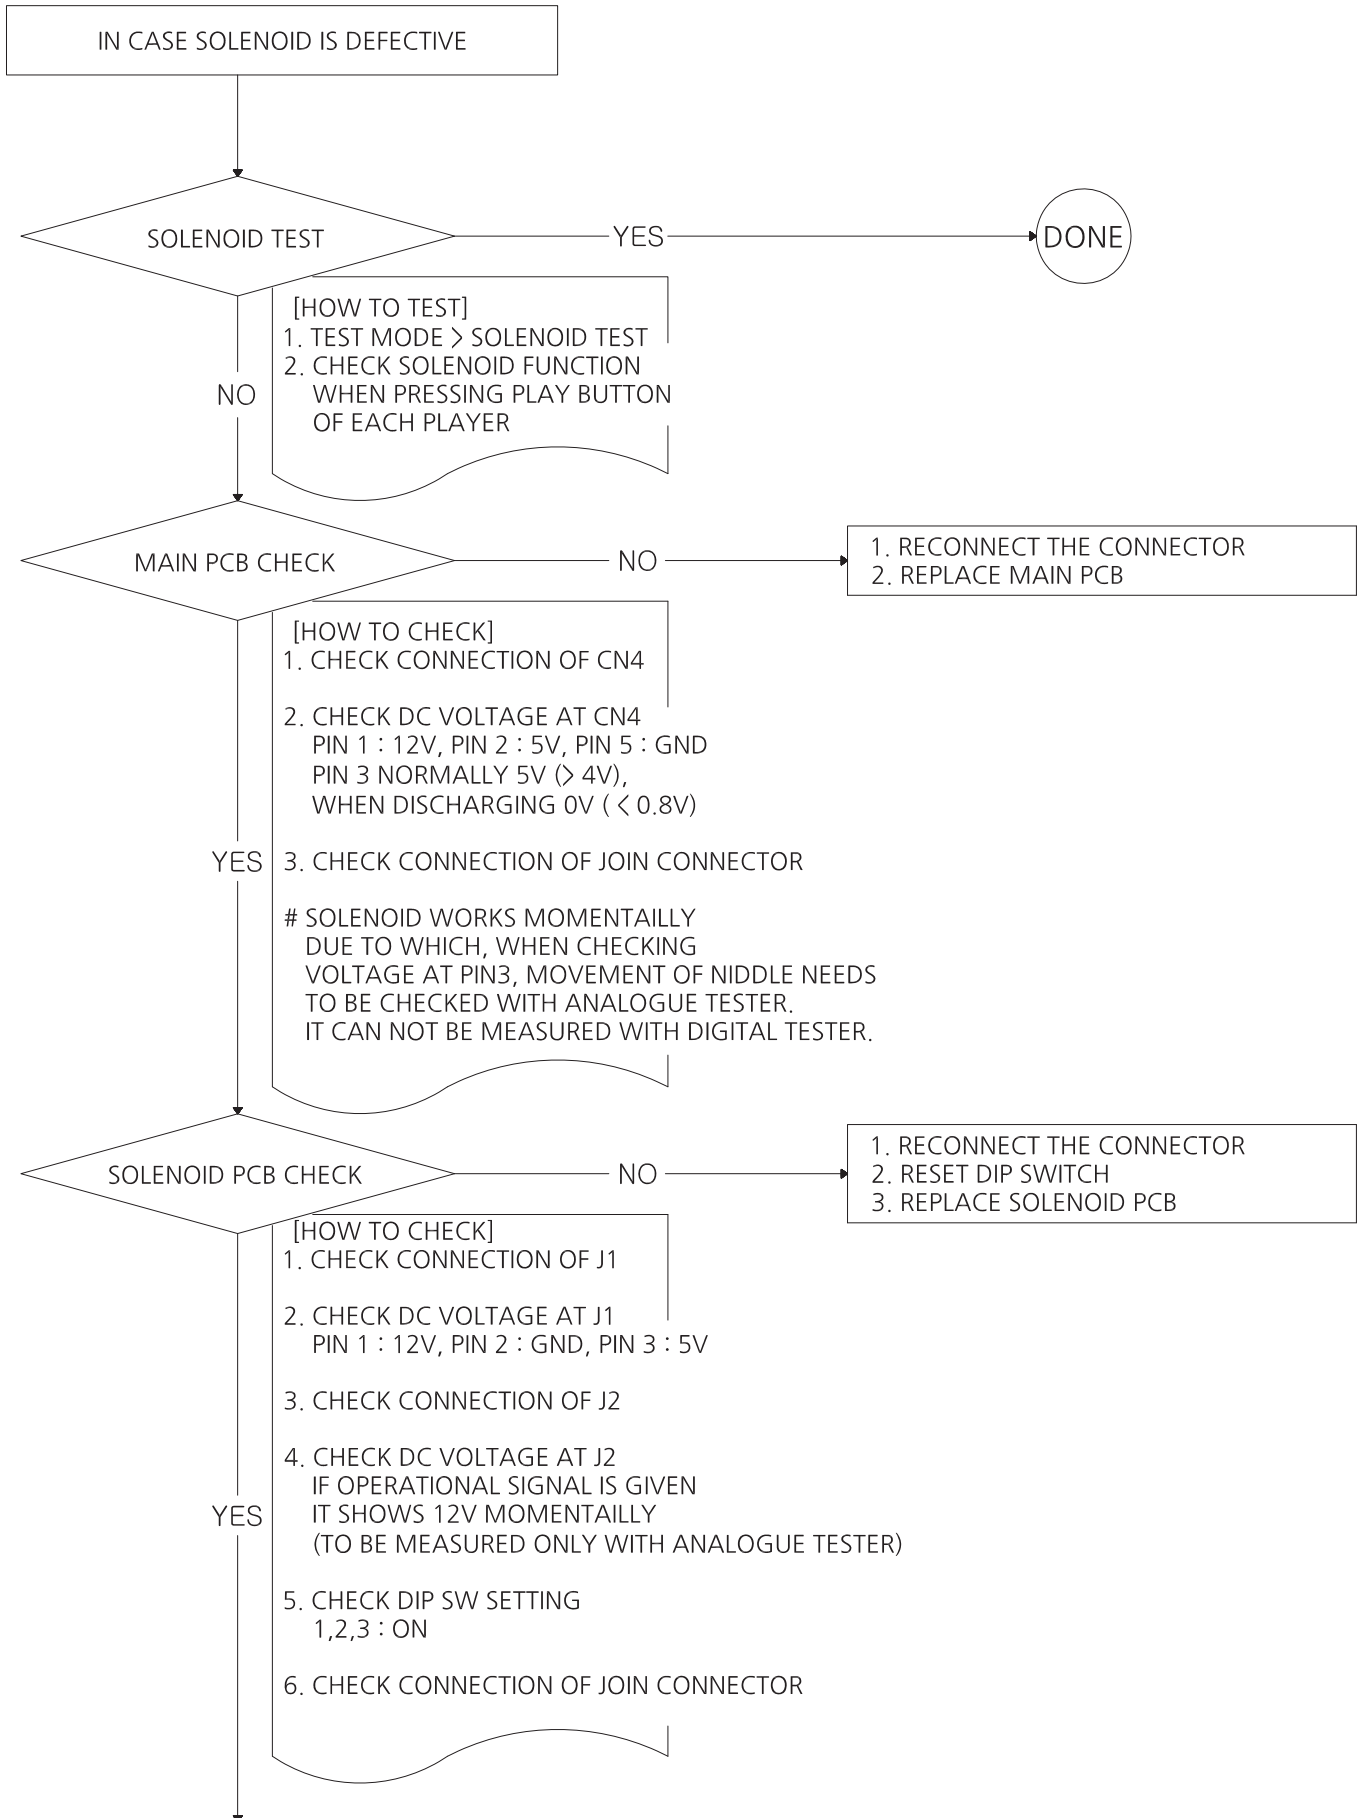 IN CASE SOLENOID IS DEFECTIVE
SOLENOID TEST
YES
DONE
[HOW TO TEST]
1. TEST MODE > SOLENOID TEST
2. CHECK SOLENOID FUNCTION
WHEN PRESSING PLAY BUTTON
OF EACH PLAYER
NO
MAIN PCB CHECK
NO
1. RECONNECT THE CONNECTOR
2. REPLACE MAIN PCB
[HOW TO CHECK]
1. CHECK CONNECTION OF CN4
2. CHECK DC VOLTAGE AT CN4
PIN 1 : 12V, PIN 2 : 5V, PIN 5 : GND
PIN 3 NORMALLY 5V (> 4V),
WHEN DISCHARGING 0V ( < 0.8V)
YES
3. CHECK CONNECTION OF JOIN CONNECTOR
# SOLENOID WORKS MOMENTAILLY
DUE TO WHICH, WHEN CHECKING
VOLTAGE AT PIN3, MOVEMENT OF NIDDLE NEEDS
TO BE CHECKED WITH ANALOGUE TESTER.
IT CAN NOT BE MEASURED WITH DIGITAL TESTER.
SOLENOID PCB CHECK
NO
1. RECONNECT THE CONNECTOR
2. RESET DIP SWITCH
3. REPLACE SOLENOID PCB
[HOW TO CHECK]
1. CHECK CONNECTION OF J1
2. CHECK DC VOLTAGE AT J1
PIN 1 : 12V, PIN 2 : GND, PIN 3 : 5V
3. CHECK CONNECTION OF J2
4. CHECK DC VOLTAGE AT J2
IF OPERATIONAL SIGNAL IS GIVEN
IT SHOWS 12V MOMENTAILLY
(TO BE MEASURED ONLY WITH ANALOGUE TESTER)
YES
5. CHECK DIP SW SETTING
1,2,3 : ON
6. CHECK CONNECTION OF JOIN CONNECTOR